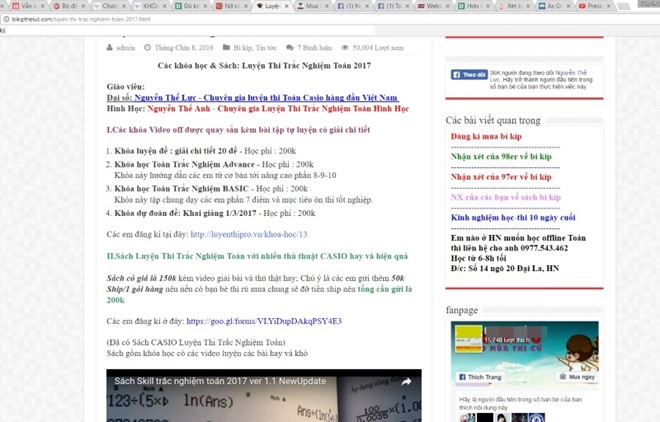 Luyện
Mua
bikiptheluc.com/luyen-thi-trac-nghiem-toan-2017.html
admin Tháng Chín 8, 2016 Bí kíp, Tin tức 7 Bình luận 50,004 Lượt xem
Các khóa học & Sách: Luyện Thi Trắc Nghiệm Toán 2017
Giáo viên:
Đại số: Nguyễn Thế Lực - Chuyên gia luyện thi Toán Casio hàng đầu Việt Nam
Hình Học: Nguyễn Thế Anh - Chuyên gia Luyện Thi Trắc Nghiệm Toán Hình Học
I.Các khóa Video off được quay sẵn kèm bài tập tự luyện có giải chi tiết
1. Khóa luyện đề : giải chi tiết 20 đề - Học phí : 200k
2. Khóa học Toán Trắc Nghiệm Advance - Học phí : 200k
Khóa này hướng dẫn các em từ cơ bản tới nâng cao phần 8-9-10
3. Khóa học Toán Trắc Nghiệm BASIC - Học phí : 200k
Khóa này tập chung dạy các em phần 7 điểm và mục tiêu ôn thi tốt nghiệp.
4. Khóa dự đoán đề: Khai giảng 1/3/2017 - Học phí : 200k
Các em đăng kí tại đây: http://luyenthipro.vn/khoa-hoc/13
II.Sách Luyện Thi Trắc Nghiệm Toán với nhiều thủ thuật CASIO hay và hiệu quả
Sách có giá là 150k kèm video giải bài và thủ thật hay; Chú ý là các em gửi thêm 50k
Ship/1 gói hàng nên nếu có bạn bè thì rủ mua chung sẽ đỡ tiền ship nên tổng cần gửi là
200k
Các em đăng kí ở đây: https://goo.gl/forms/VLYiDupDAkqPSY4E3
(Đã có Sách CASIO Luyện Thi Trắc Nghiệm Toán)
Sách gồm khóa học có các video luyện các bài hay và khó
Sách Skill trắc nghiệm toán 2017 ver 1.1 NewUpdate
ln(Ans)
Theo dõi
36K người đang theo dõi Nguyễn Thế
Lực. Hãy trở thành người đầu tiên trong
số bạn bè của bạn thực hiện việc này.
Các bài viết quan trọng
Đăng kí mua bí kíp
Nhận xét của 98er về bí kíp
Nhận xét của 97er về bí kíp
NX của các bạn về sách bí kíp
Kinh nghiệm học-thi 10 ngày cuối
Em nào ở HN muốn học offline Toán
thì liên hệ cho anh 0977.543.462
Học từ 6-8h tối
Đ/c: Số 14 ngõ 20 Đại La, HN
fanpage
15.748 lượt thích
MÙA THI CỬ
Thích Trang
Mua ngay
Hãy là người đầu tiên trong số bạn bè của bạn
thích nội dung này